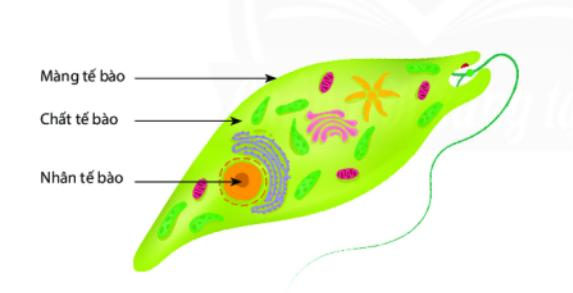 Màng tế bào
Chất tế bào
Nhân tế bào